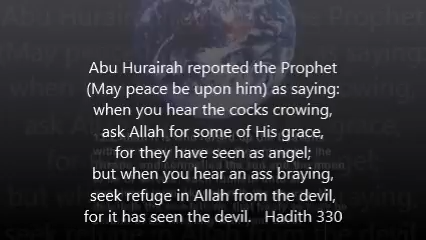 Abu Hurairah reported the Prophet
(May peace be upon him) as saying:
when you hear the cocks crowing,
ask Allah for some of His grace,
for they have seen as angel;
but when you hear an ass braying,
seek refuge in Allah from the devil,
for it has seen the devil.   Hadith 330